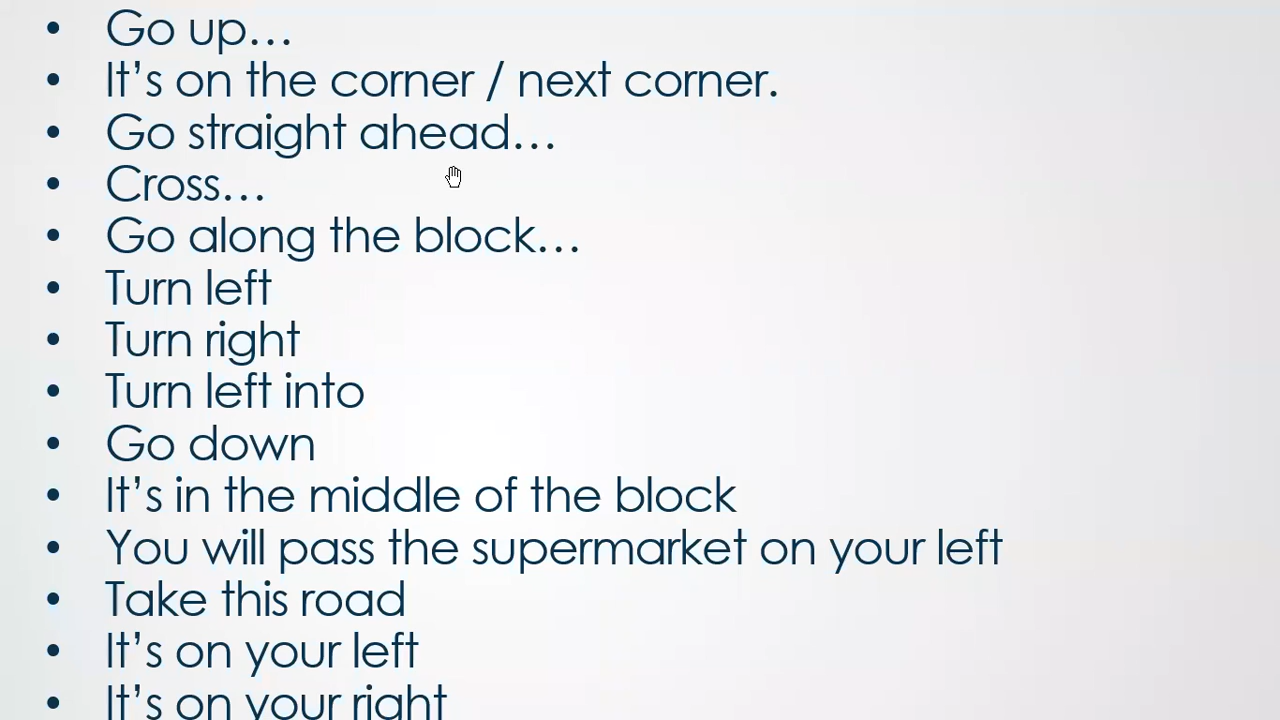 • Go up…
• It’s on the corner / next corner.
• Go straight ahead…
• Cross…
• Go along the block…
• Turn left
• Turn right
• Turn left into
• Go down
• It’s in the middle of the block
• You will pass the supermarket on your left
• Take this road
• It’s on your left
• It’s on your right